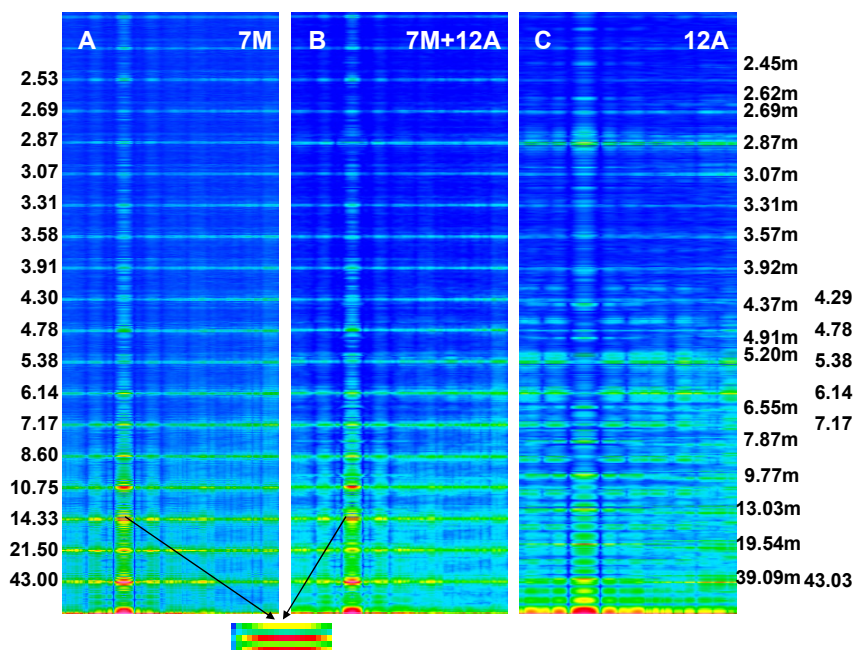 A 7M
B 7M+12A
C 12A
2.53
2.69
2.87
3.07
3.31
3.58
3.91
4.30
4.78
5.38
6.14
7.17
8.60
10.75
14.33
21.50
43.00
2.45m
2.62m
2.69m
2.87m
3.07m
3.31m
3.57m
3.92m
4.37m
4.91m
5.20m
6.55m
7.87m
9.77m
13.03m
19.54m
39.09m
4.29
4.78
5.38
6.14
7.17
43.03